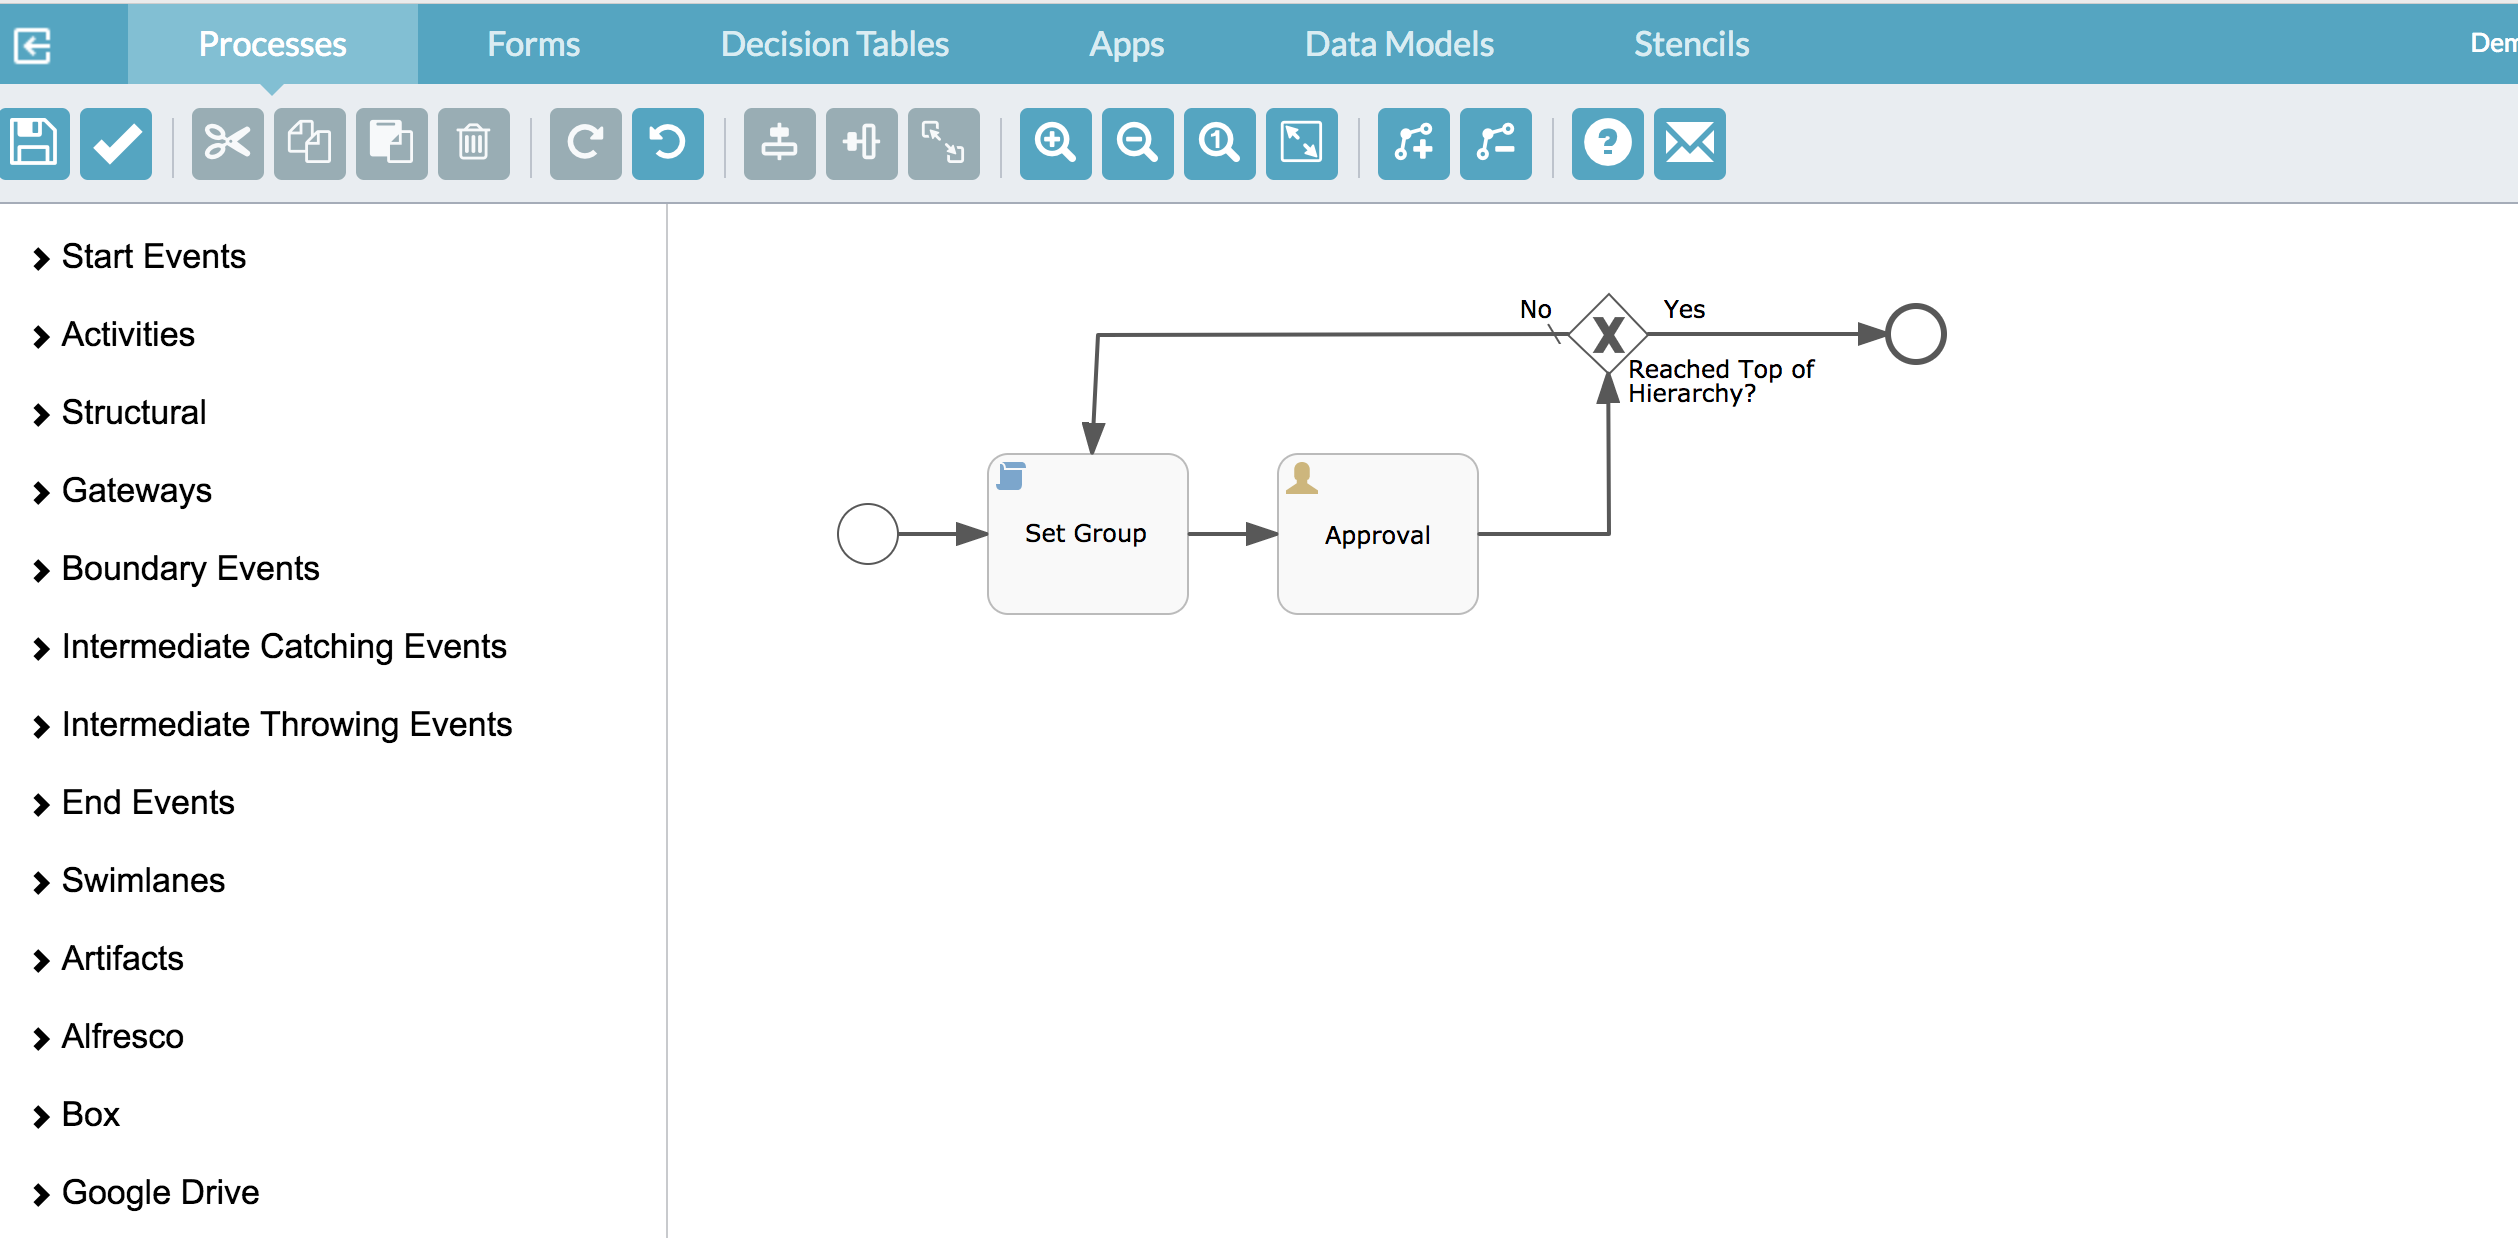 Processes Forms Decision Tables Apps Data Models Stencils Dem
1
?
Start Events
Activities
Structural
Gateways
Boundary Events
Intermediate Catching Events
Intermediate Throwing Events
End Events
Swimlanes
Artifacts
Alfresco
Box
Google Drive
No
Yes
X
Reached Top of
Hierarchy?
Set Group
Approval